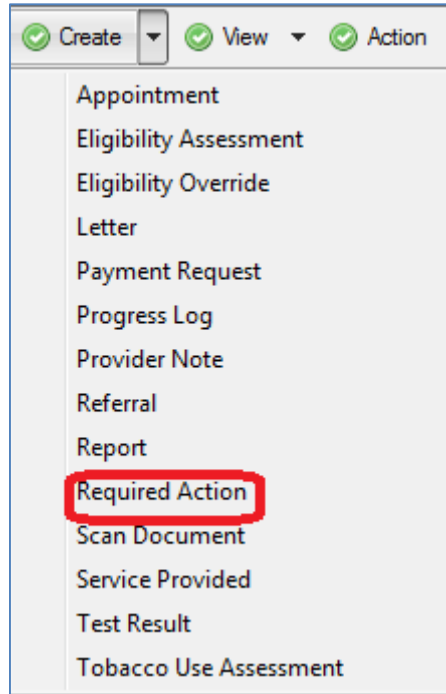 Create View Action
Appointment
Eligibility Assessment
Eligibility Override
Letter
Payment Request
Progress Log
Provider Note
Referral
Report
Required Action
Scan Document
Service Provided
Test Result
Tobacco Use Assessment